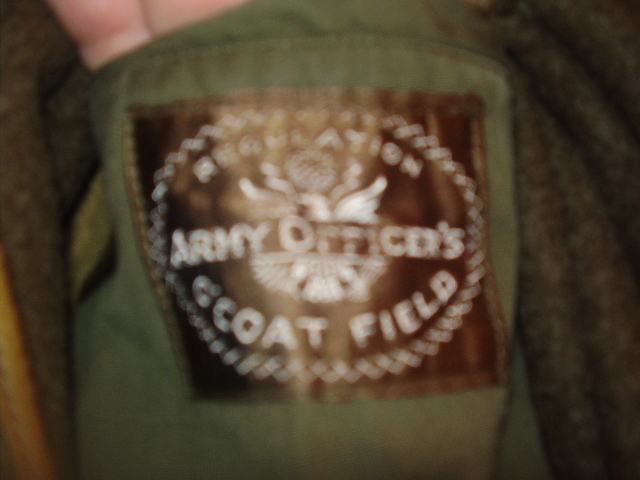 REGULATION
ARMY OFFICER'S
COAT FIELD